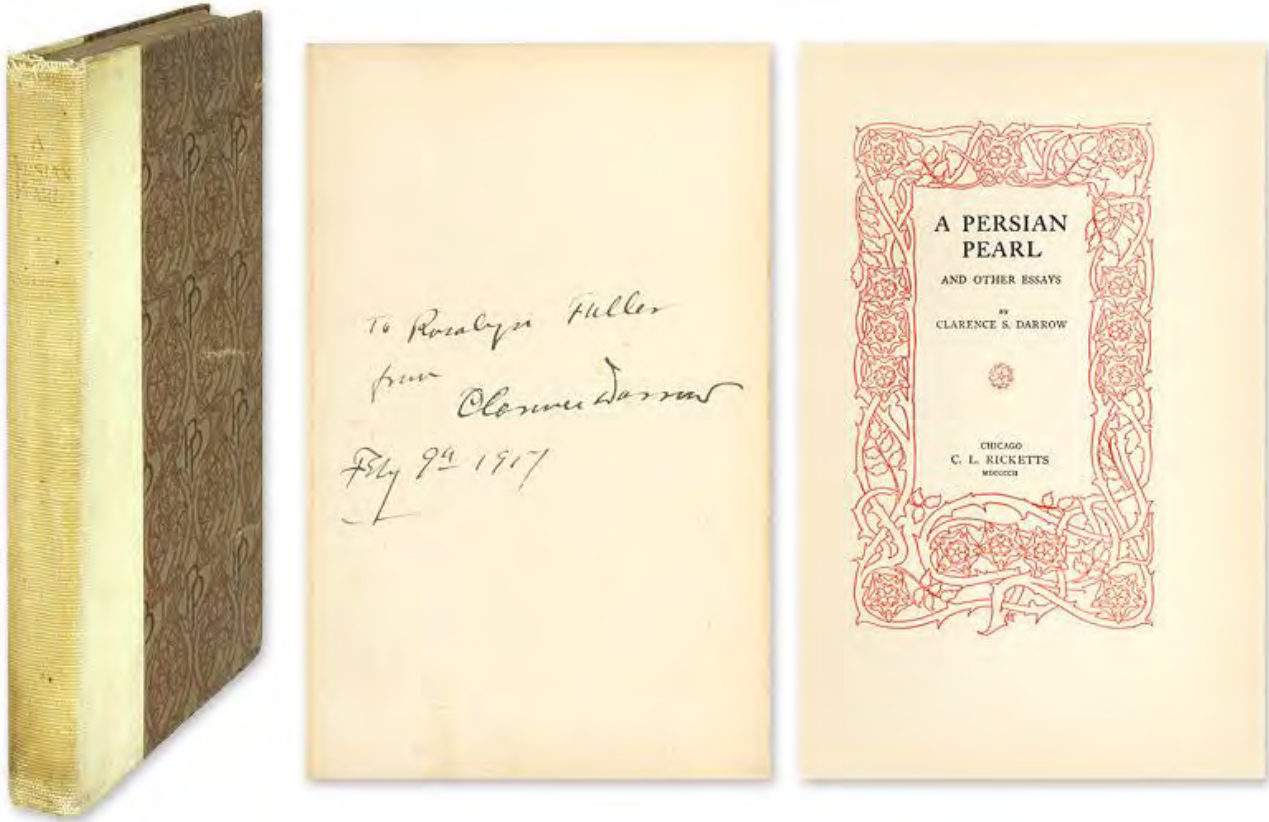 A
PERSIAN
PEARL
To Rosalyn Fuller
from
Clarence Darrow
Feby 9th 1917
A PERSIAN
PEARL
AND OTHER ESSAYS
BY
CLARENCE S. DARROW
CHICAGO
C. L. RICKETTS
MDCCCCII